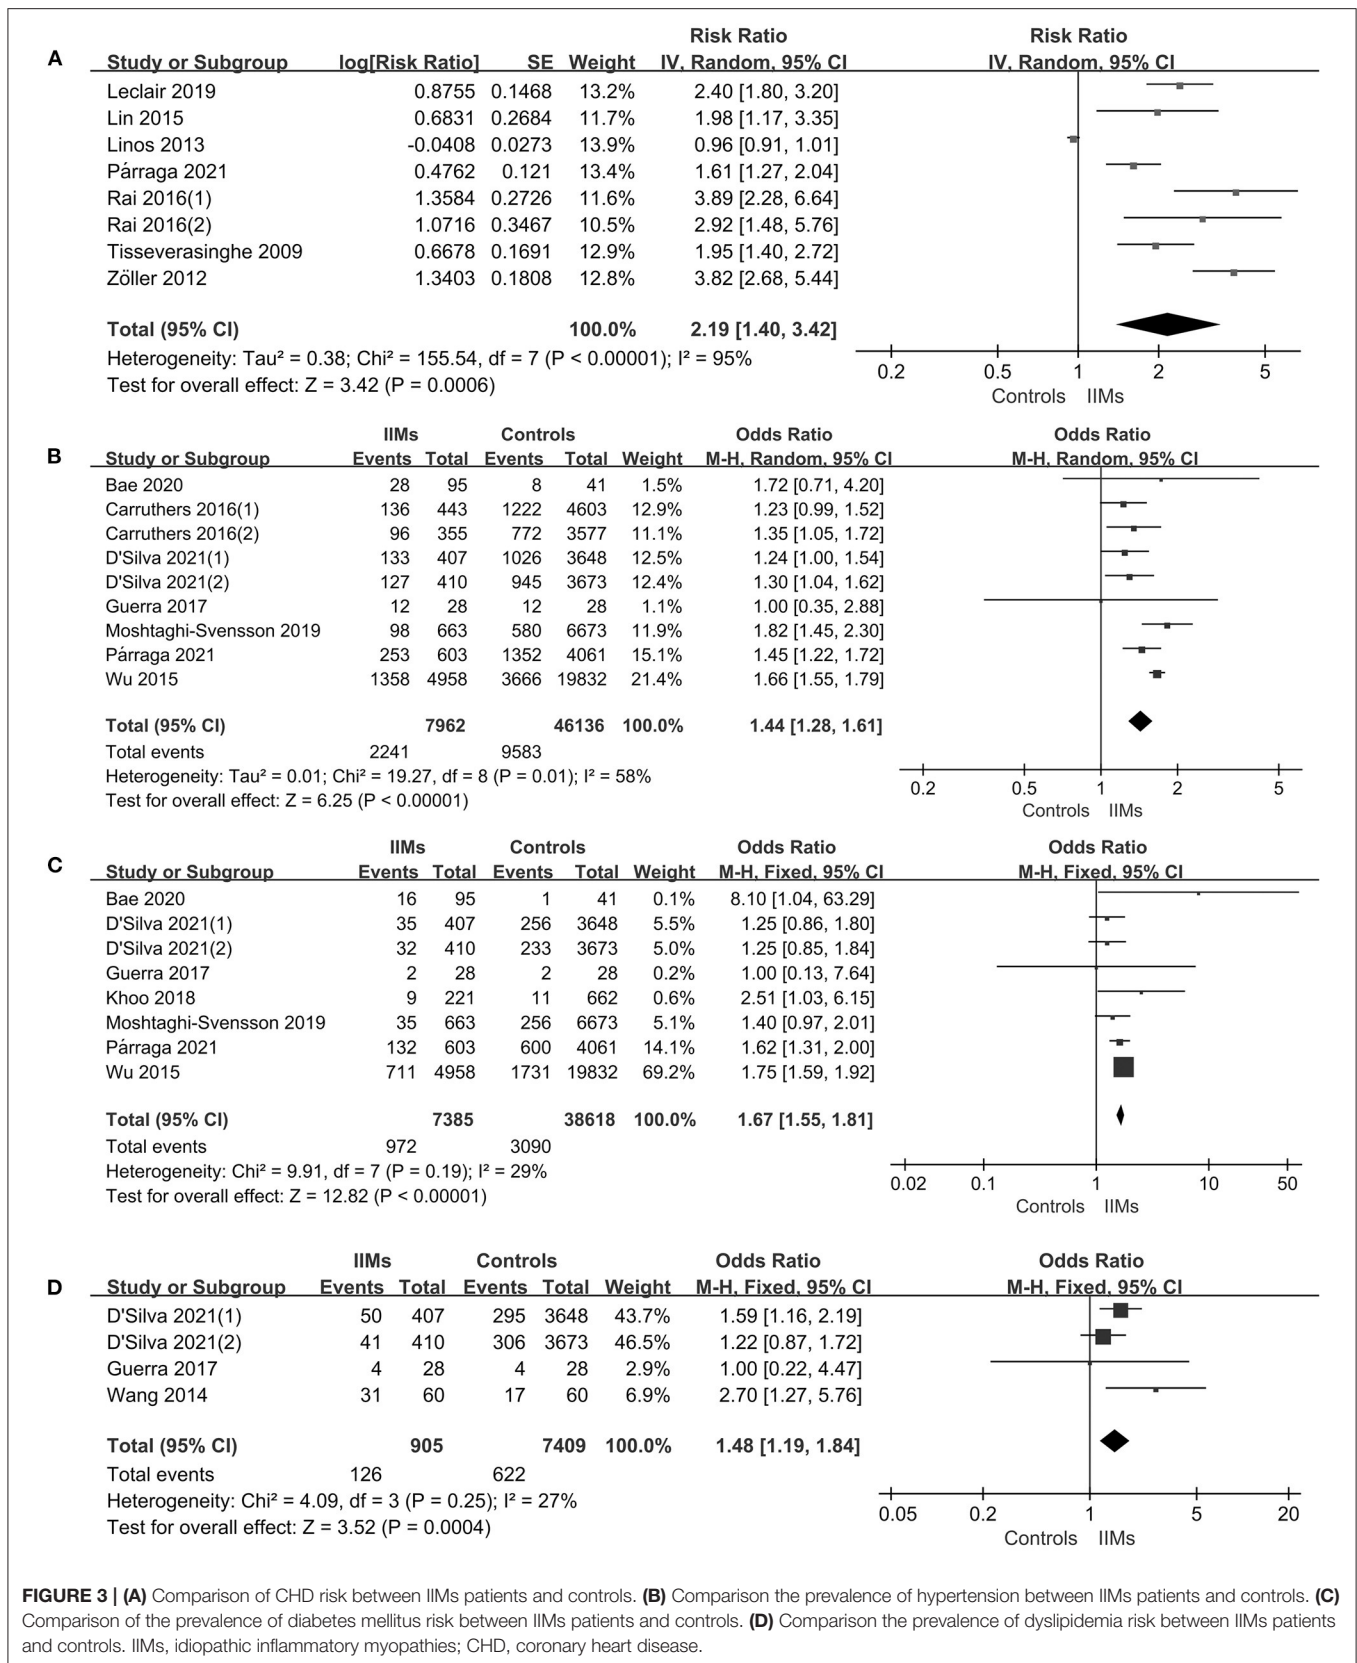 A
Risk Ratio Risk Ratio
Study or Subgroup log[Risk Ratio] SE Weight IV, Random, 95% CI IV, Random, 95% CI
Leclair 2019 0.8755 0.1468 13.2% 2.40 [1.80, 3.20]
Lin 2015 0.6831 0.2684 11.7% 1.98 [1.17, 3.35]
Linos 2013 -0.0408 0.0273 13.9% 0.96 [0.91, 1.01]
Párraga 2021 0.4762 0.121 13.4% 1.61 [1.27, 2.04]
Rai 2016(1) 1.3584 0.2726 11.6% 3.89 [2.28, 6.64]
Rai 2016(2) 1.0716 0.3467 10.5% 2.92 [1.48, 5.76]
Tisseverasinghe 2009 0.6678 0.1691 12.9% 1.95 [1.40, 2.72]
Zöller 2012 1.3403 0.1808 12.8% 3.82 [2.68, 5.44]
Total (95% CI) 100.0% 2.19 [1.40, 3.42]
Heterogeneity: Tau² = 0.38; Chi² = 155.54, df = 7 (P < 0.00001); I² = 95%
Test for overall effect: Z = 3.42 (P = 0.0006)
0.2 0.5 1 2 5
Controls IIMs
B
IIMs Controls Odds Ratio Odds Ratio
Study or Subgroup Events Total Events Total Weight M-H, Random, 95% CI M-H, Random, 95% CI
Bae 2020 28 95 8 41 1.5% 1.72 [0.71, 4.20]
Carruthers 2016(1) 136 443 1222 4603 12.9% 1.23 [0.99, 1.52]
Carruthers 2016(2) 96 355 772 3577 11.1% 1.35 [1.05, 1.72]
D'Silva 2021(1) 133 407 1026 3648 12.5% 1.24 [1.00, 1.54]
D'Silva 2021(2) 127 410 945 3673 12.4% 1.30 [1.04, 1.62]
Guerra 2017 12 28 12 28 1.1% 1.00 [0.35, 2.88]
Moshtaghi-Svensson 2019 98 663 580 6673 11.9% 1.82 [1.45, 2.30]
Párraga 2021 253 603 1352 4061 15.1% 1.45 [1.22, 1.72]
Wu 2015 1358 4958 3666 19832 21.4% 1.66 [1.55, 1.79]
Total (95% CI) 7962 46136 100.0% 1.44 [1.28, 1.61]
Total events 2241 9583
Heterogeneity: Tau² = 0.01; Chi² = 19.27, df = 8 (P = 0.01); I² = 58%
Test for overall effect: Z = 6.25 (P < 0.00001)
0.2 0.5 1 2 5
Controls IIMs
C
IIMs Controls Odds Ratio Odds Ratio
Study or Subgroup Events Total Events Total Weight M-H, Fixed, 95% CI M-H, Fixed, 95% CI
Bae 2020 16 95 1 41 0.1% 8.10 [1.04, 63.29]
D'Silva 2021(1) 35 407 256 3648 5.5% 1.25 [0.86, 1.80]
D'Silva 2021(2) 32 410 233 3673 5.0% 1.25 [0.85, 1.84]
Guerra 2017 2 28 2 28 0.2% 1.00 [0.13, 7.64]
Khoo 2018 9 221 11 662 0.6% 2.51 [1.03, 6.15]
Moshtaghi-Svensson 2019 35 663 256 6673 5.1% 1.40 [0.97, 2.01]
Párraga 2021 132 603 600 4061 14.1% 1.62 [1.31, 2.00]
Wu 2015 711 4958 1731 19832 69.2% 1.75 [1.59, 1.92]
Total (95% CI) 7385 38618 100.0% 1.67 [1.55, 1.81]
Total events 972 3090
Heterogeneity: Chi² = 9.91, df = 7 (P = 0.19); I² = 29%
Test for overall effect: Z = 12.82 (P < 0.00001)
0.02 0.1 1 10 50
Controls IIMs
D
IIMs Controls Odds Ratio Odds Ratio
Study or Subgroup Events Total Events Total Weight M-H, Fixed, 95% CI M-H, Fixed, 95% CI
D'Silva 2021(1) 50 407 295 3648 43.7% 1.59 [1.16, 2.19]
D'Silva 2021(2) 41 410 306 3673 46.5% 1.22 [0.87, 1.72]
Guerra 2017 4 28 4 28 2.9% 1.00 [0.22, 4.47]
Wang 2014 31 60 17 60 6.9% 2.70 [1.27, 5.76]
Total (95% CI) 905 7409 100.0% 1.48 [1.19, 1.84]
Total events 126 622
Heterogeneity: Chi² = 4.09, df = 3 (P = 0.25); I² = 27%
Test for overall effect: Z = 3.52 (P = 0.0004)
0.05 0.2 1 5 20
Controls IIMs
FIGURE 3 | (A) Comparison of CHD risk between IIMs patients and controls. (B) Comparison the prevalence of hypertension between IIMs patients and controls. (C)
Comparison of the prevalence of diabetes mellitus risk between IIMs patients and controls. (D) Comparison the prevalence of dyslipidemia risk between IIMs patients
and controls. IIMs, idiopathic inflammatory myopathies; CHD, coronary heart disease.